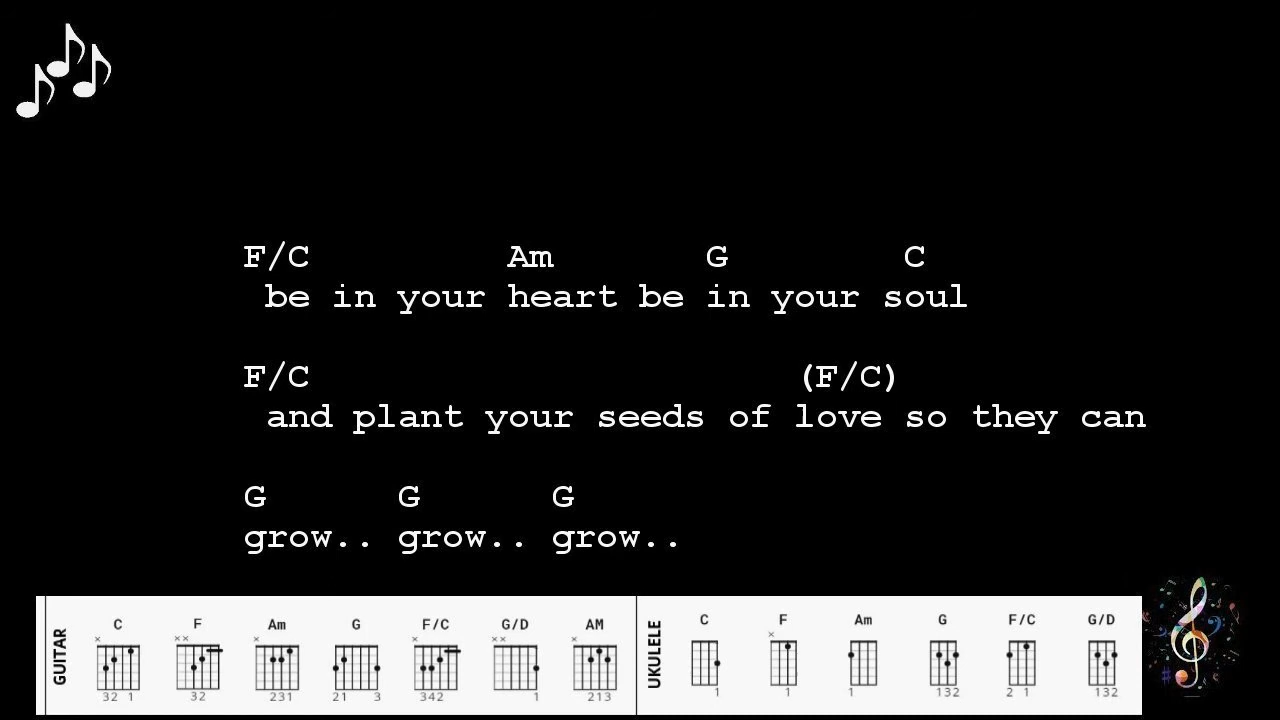 F/C         Am       G        C
 be in your heart be in your soul
F/C                      (F/C)
 and plant your seeds of love so they can
G      G      G
grow.. grow.. grow..
GUITAR
C F Am G F/C G/D AM
x xx x x xx x
32 1 32 231 21 3 342 1 213
UKULELE
C F Am G F/C G/D
x
1 1 1 132 2 1 132